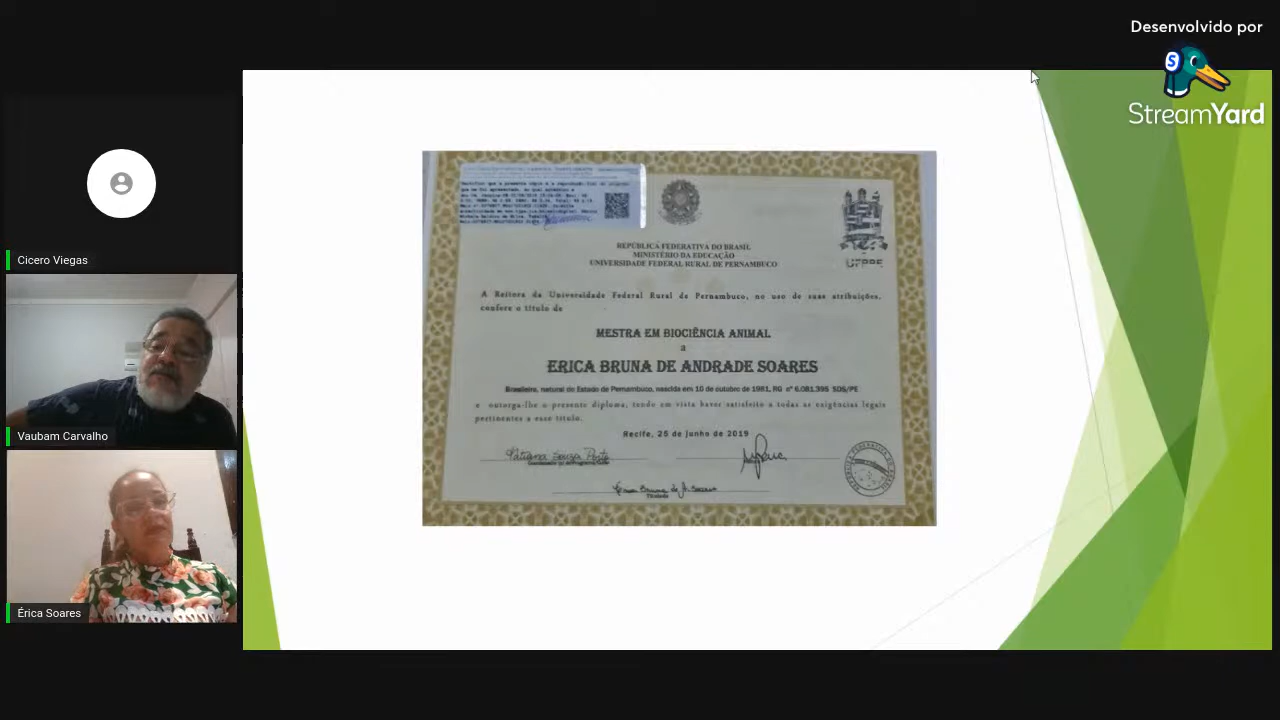 Desenvolvido por
StreamYard
Cicero Viegas
Vaubam Carvalho
Érica Soares
UFRPE
REPÚBLICA FEDERATIVA DO BRASIL
MINISTÉRIO DA EDUCAÇÃO
UNIVERSIDADE FEDERAL RURAL DE PERNAMBUCO
A Reitora da Universidade Federal Rural de Pernambuco, no uso de suas atribuições,
confere o título de
MESTRA EM BIOCIÊNCIA ANIMAL
a
ERICA BRUNA DE ANDRADE SOARES
Brasileira, natural do Estado de Pernambuco, nascida em 10 de outubro de 1981, RG nº 6.081.395 SDS/PE
e outorga-lhe o presente diploma, tendo em vista haver satisfeito a todas as exigências legais
pertinentes a esse título.
Recife, 25 de junho de 2019
Tatiana Souza Porto
Titulada